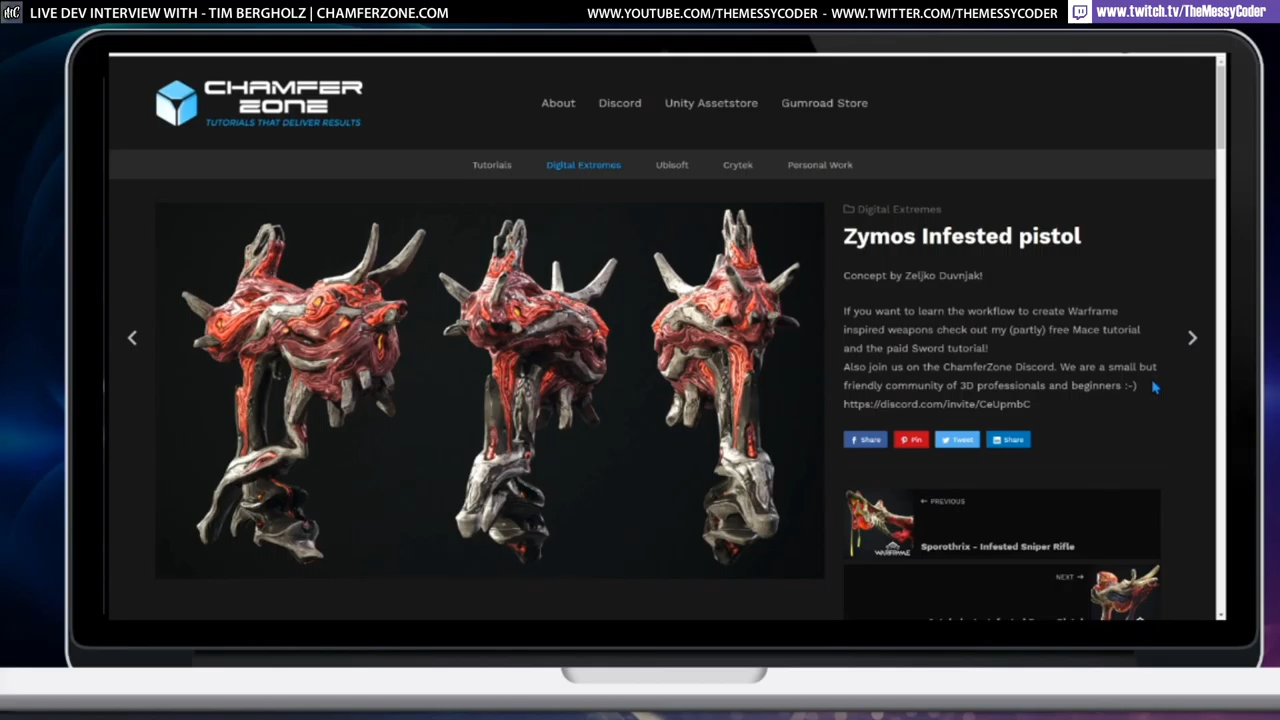 LIVE DEV INTERVIEW WITH - TIM BERGHOLZ | CHAMFERZONE.COM
WWW.YOUTUBE.COM/THEMESSYCODER - WWW.TWITTER.COM/THEMESSYCODER
www.twitch.tv/TheMessyCoder
CHAMFER
ZONE
TUTORIALS THAT DELIVER RESULTS
About Discord Unity Assetstore Gumroad Store
Tutorials Digital Extremes Ubisoft Crytek Personal Work
Digital Extremes
Zymos Infested pistol
Concept by Zeljko Duvnjak!
If you want to learn the workflow to create Warframe
inspired weapons check out my (partly) free Mace tutorial
and the paid Sword tutorial!
Also join us on the ChamferZone Discord. We are a small but
friendly community of 3D professionals and beginners :-)
https://discord.com/invite/CeUpmbC
Share Pin Tweet Share
← PREVIOUS
WARFRAME
Sporothrix - Infested Sniper Rifle
NEXT →